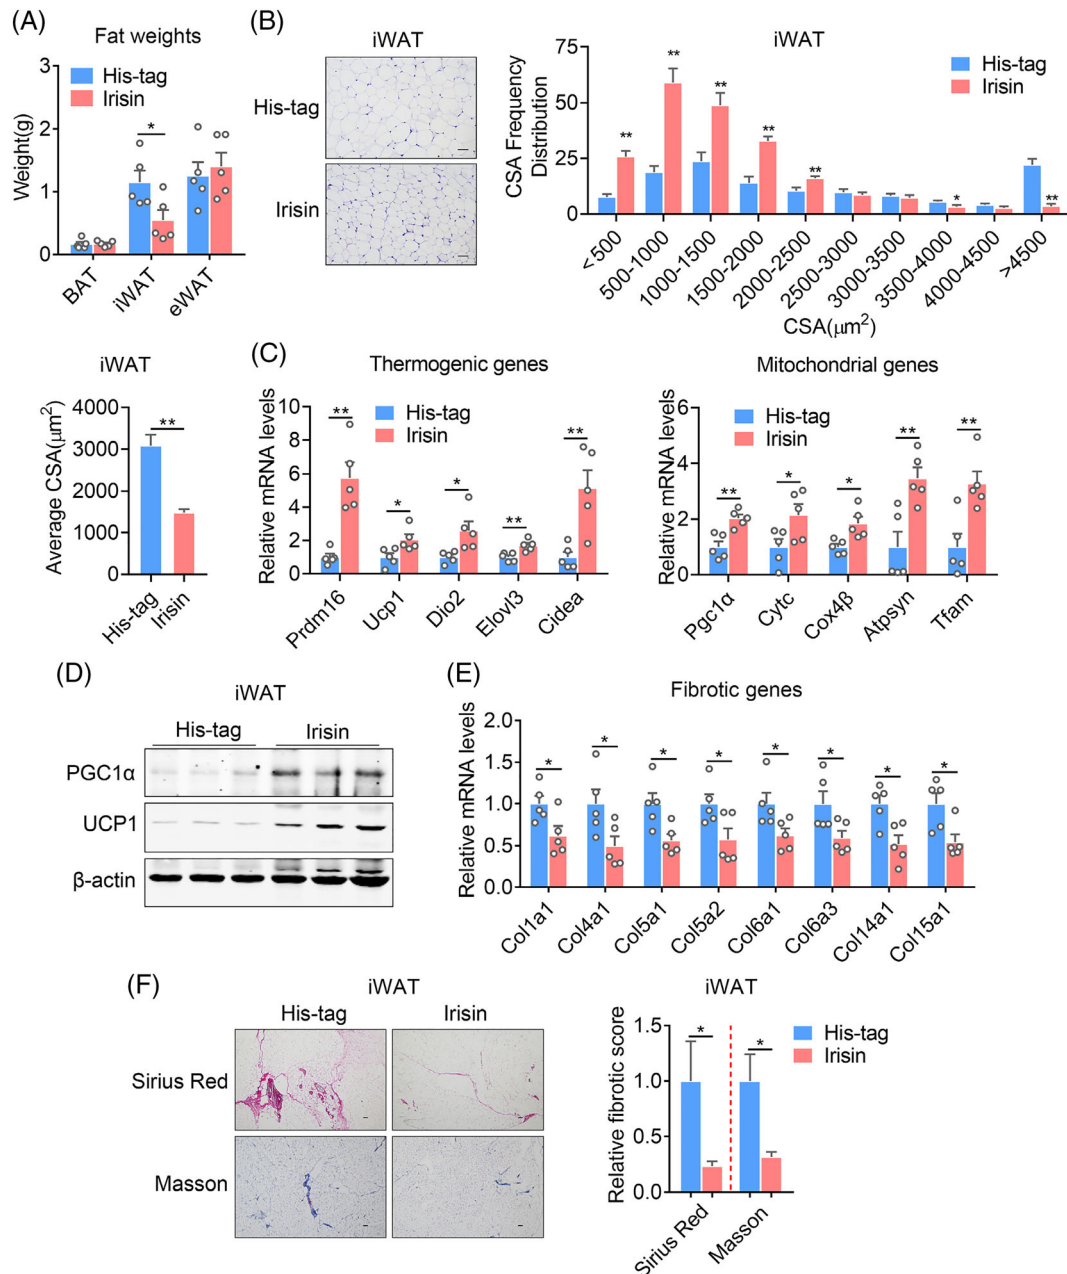 (A)
Fat weights
His-tag
Irisin
Weight(g)
3
2
1
0
*
BAT
iWAT
eWAT
(B)
iWAT
His-tag
Irisin
iWAT
His-tag
Irisin
CSA Frequency
Distribution
75
50
25
0
**
**
**
**
**
*
**
<500
500-1000
1000-1500
1500-2000
2000-2500
2500-3000
3000-3500
3500-4000
4000-4500
>4500
CSA(μm²)
iWAT
Average CSA(μm²)
4000
3000
2000
1000
0
**
His-tag
Irisin
(C)
Thermogenic genes
His-tag
Irisin
Relative mRNA levels
10
8
6
4
2
0
**
*
*
**
**
Prdm16
Ucp1
Dio2
Elovl3
Cidea
Mitochondrial genes
His-tag
Irisin
Relative mRNA levels
6
4
2
0
**
*
*
**
**
Pgc1α
Cytc
Cox4β
Atpsyn
Tfam
(D)
iWAT
His-tag Irisin
PGC1α
UCP1
β-actin
(E)
Fibrotic genes
Relative mRNA levels
2.0
1.5
1.0
0.5
0.0
*
*
*
*
*
*
*
*
Col1a1
Col4a1
Col5a1
Col5a2
Col6a1
Col6a3
Col14a1
Col15a1
(F)
iWAT
His-tag Irisin
Sirius Red
Masson
iWAT
His-tag
Irisin
Relative fibrotic score
1.5
1.0
0.5
0.0
*
*
Sirius Red
Masson